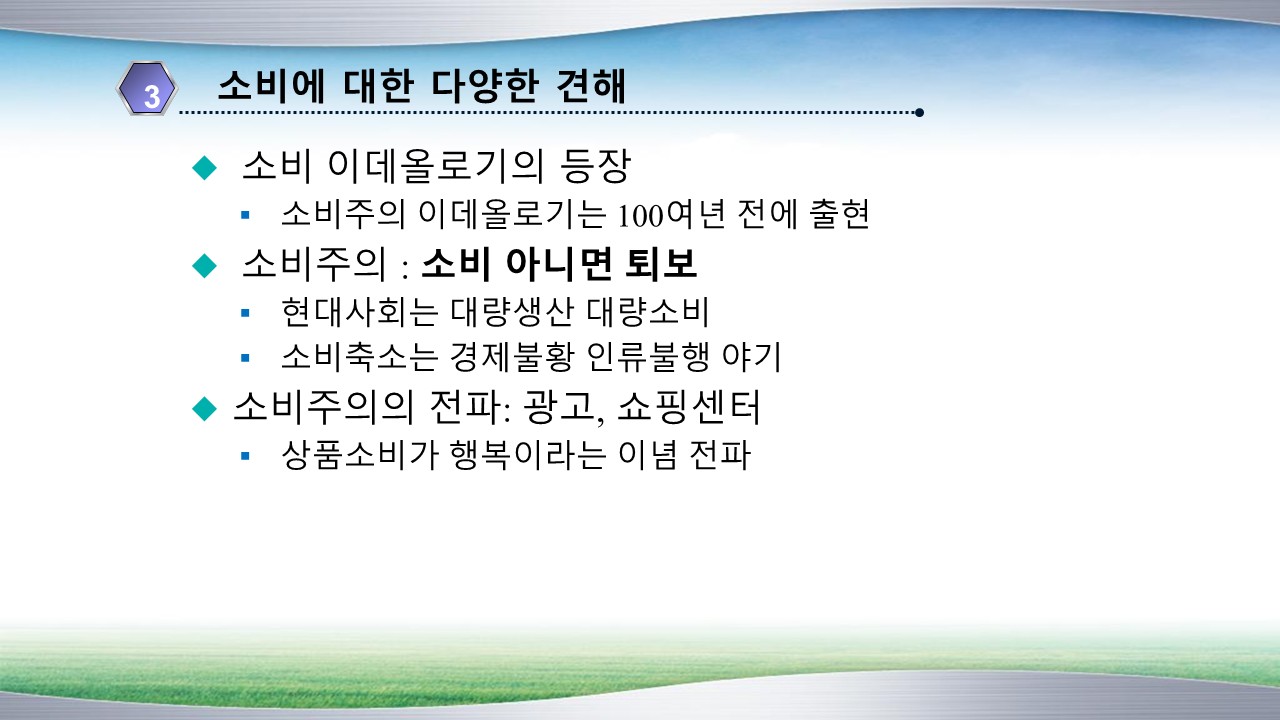 3 소비에 대한 다양한 견해
소비 이데올로기의 등장
소비주의 이데올로기는 100여년 전에 출현
소비주의 : 소비 아니면 퇴보
현대사회는 대량생산 대량소비
소비축소는 경제불황 인류불행 야기
소비주의의 전파: 광고, 쇼핑센터
상품소비가 행복이라는 이념 전파